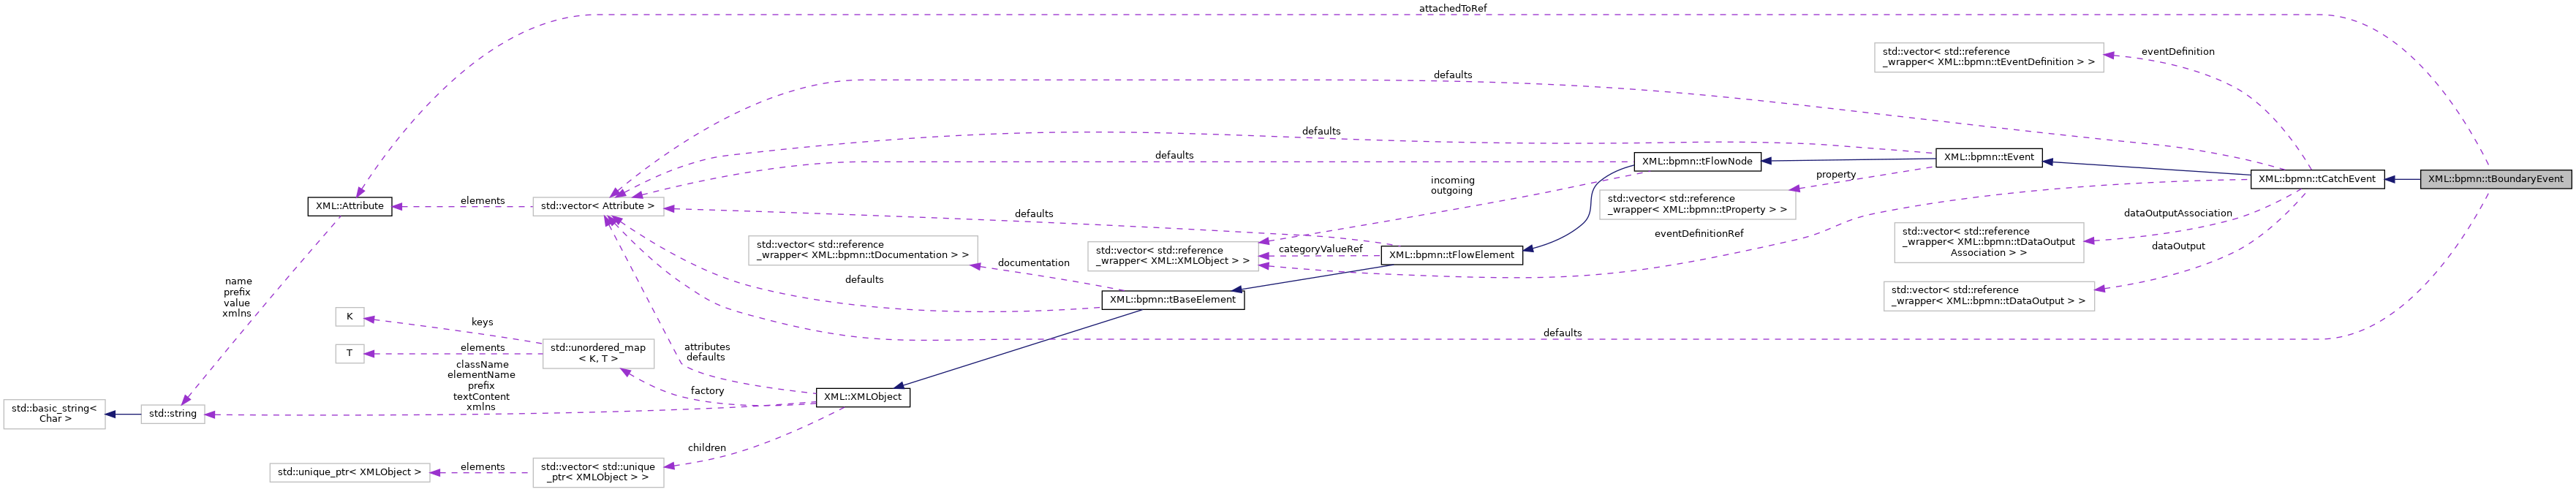 attachedToRef
std::vector< std::reference
_wrapper< XML::bpmn::tEventDefinition > >
eventDefinition
defaults
defaults
defaults
XML::bpmn::tFlowNode
XML::bpmn::tEvent
property
incoming
outgoing
XML::bpmn::tCatchEvent
XML::bpmn::tBoundaryEvent
XML::Attribute
elements
std::vector< Attribute >
defaults
std::vector< std::reference
_wrapper< XML::bpmn::tProperty > >
dataOutputAssociation
eventDefinitionRef
std::vector< std::reference
_wrapper< XML::bpmn::tDataOutput
Association > >
dataOutput
std::vector< std::reference
_wrapper< XML::bpmn::tDocumentation > >
documentation
std::vector< std::reference
_wrapper< XML::XMLObject > >
categoryValueRef
XML::bpmn::tFlowElement
defaults
name
prefix
value
xmlns
XML::bpmn::tBaseElement
std::vector< std::reference
_wrapper< XML::bpmn::tDataOutput > >
K
keys
defaults
T
elements
std::unordered_map
< K, T >
attributes
defaults
className
elementName
prefix
textContent
xmlns
factory
XML::XMLObject
std::basic_string<
Char >
std::string
children
std::unique_ptr< XMLObject >
elements
std::vector< std::unique
_ptr< XMLObject > >